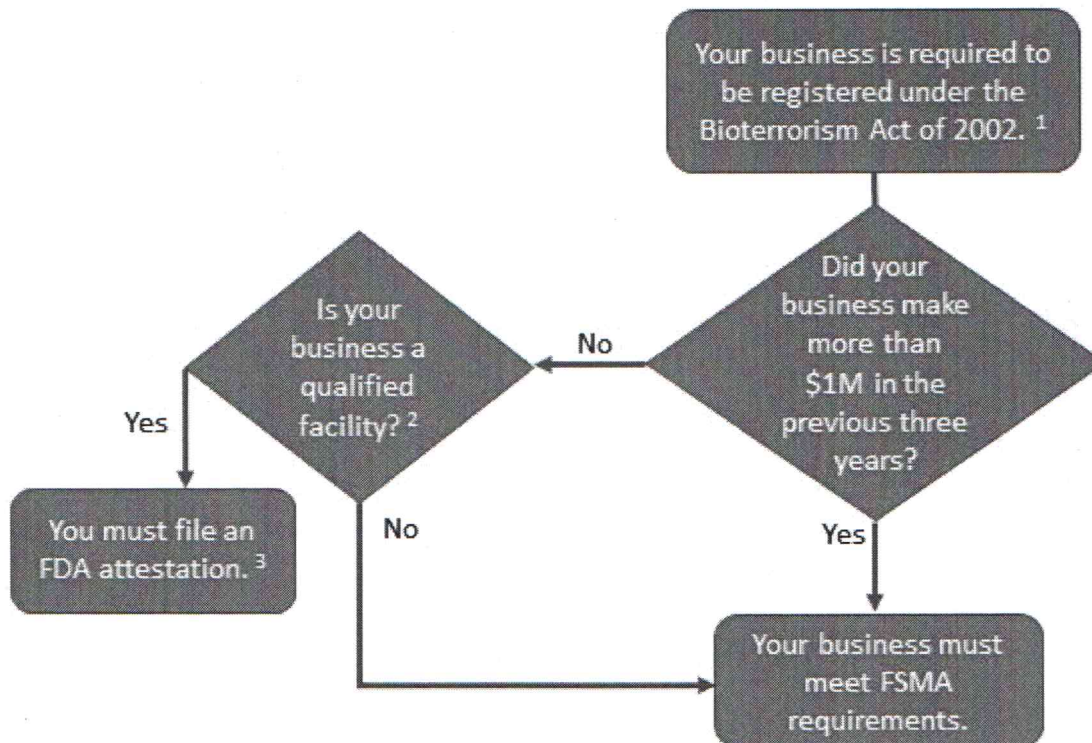 Your business is required to
be registered under the
Bioterrorism Act of 2002. ¹
Did your
business make
more than
$1M in the
previous three
years?
No
Is your
business a
qualified
facility? ²
Yes
You must file an
FDA attestation. ³
No
Yes
Your business must
meet FSMA
requirements.